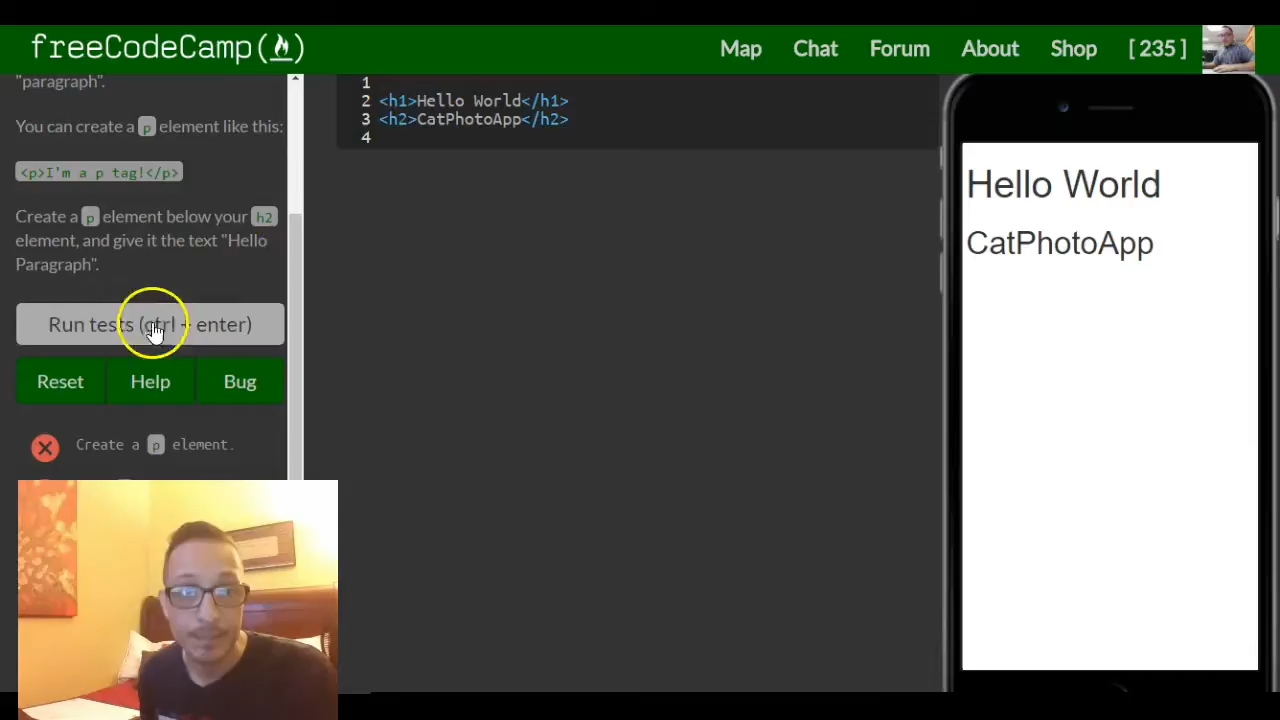 freeCodeCamp(🔥)
Map Chat Forum About Shop [ 235 ]
"paragraph".
You can create a p element like this:
<p>I'm a p tag!</p>
Create a p element below your h2
element, and give it the text "Hello
Paragraph".
Run tests (ctrl + enter)
Reset Help Bug
Create a p element.
1
2 <h1>Hello World</h1>
3 <h2>CatPhotoApp</h2>
4
Hello World
CatPhotoApp